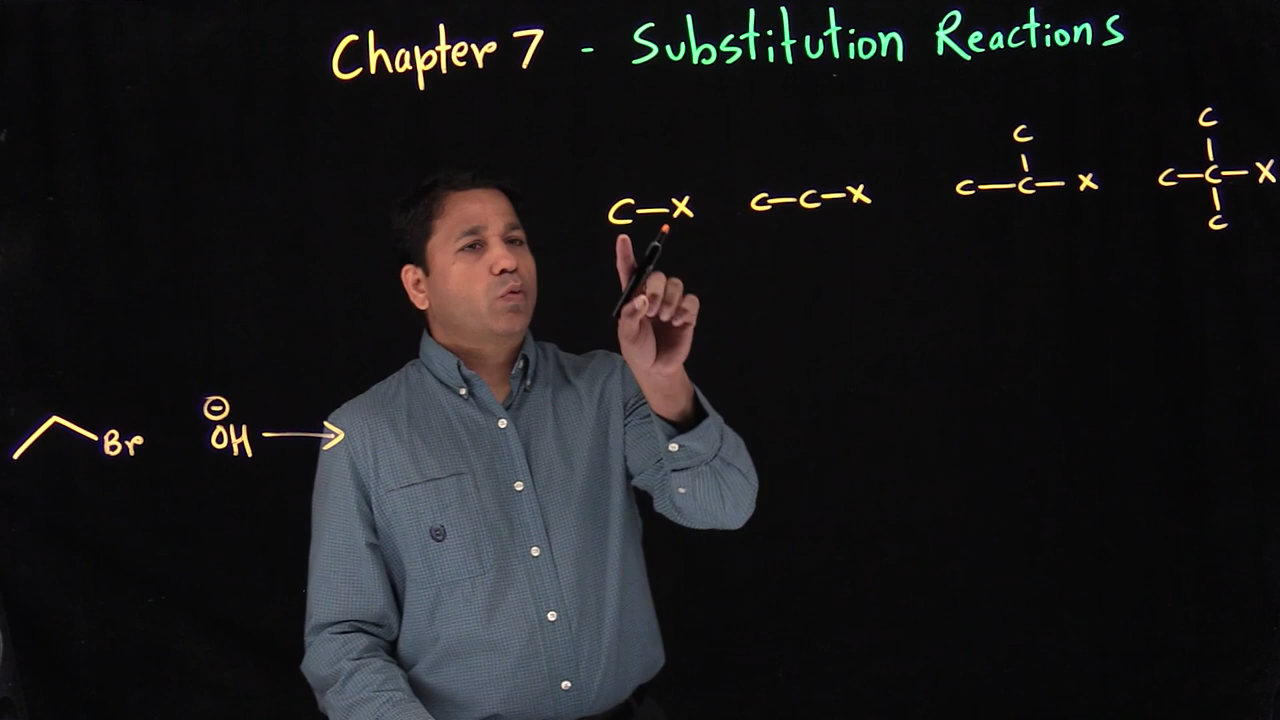 Chapter 7 - Substitution Reactions
C C
C-X C-C-X C-C-X C-C-X
C
⊖
Br OH →